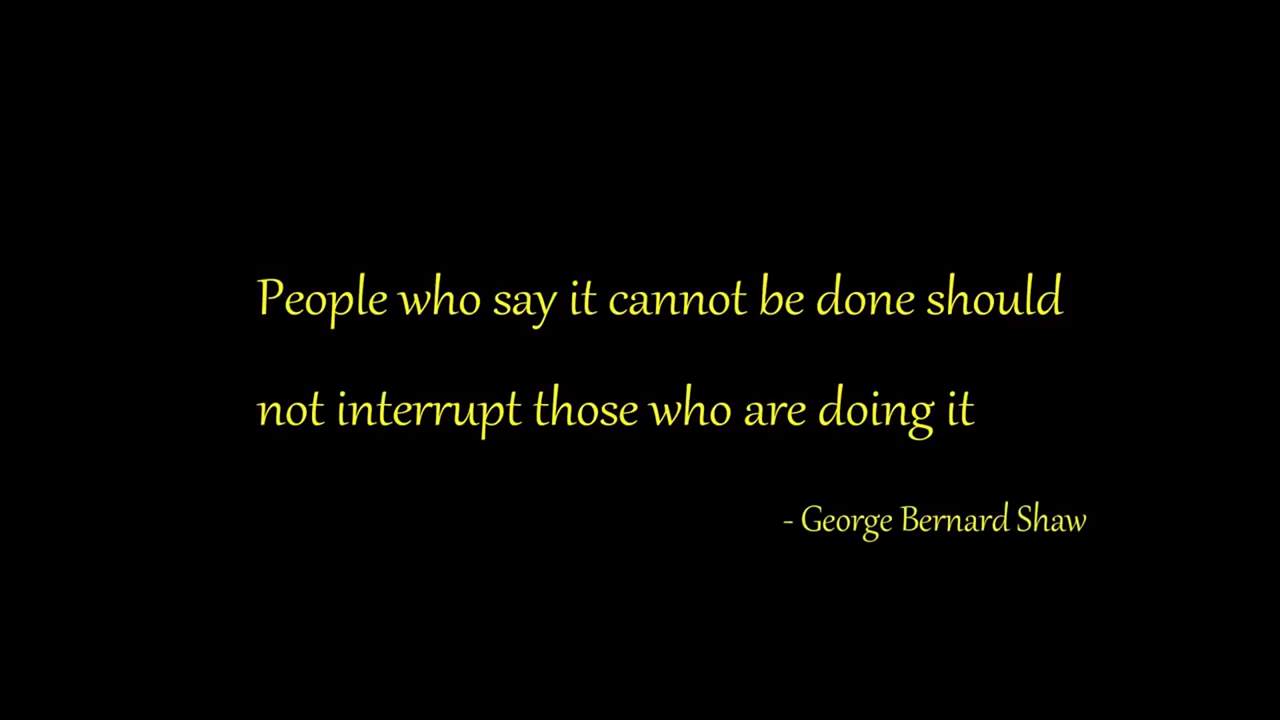 People who say it cannot be done should
not interrupt those who are doing it
- George Bernard Shaw